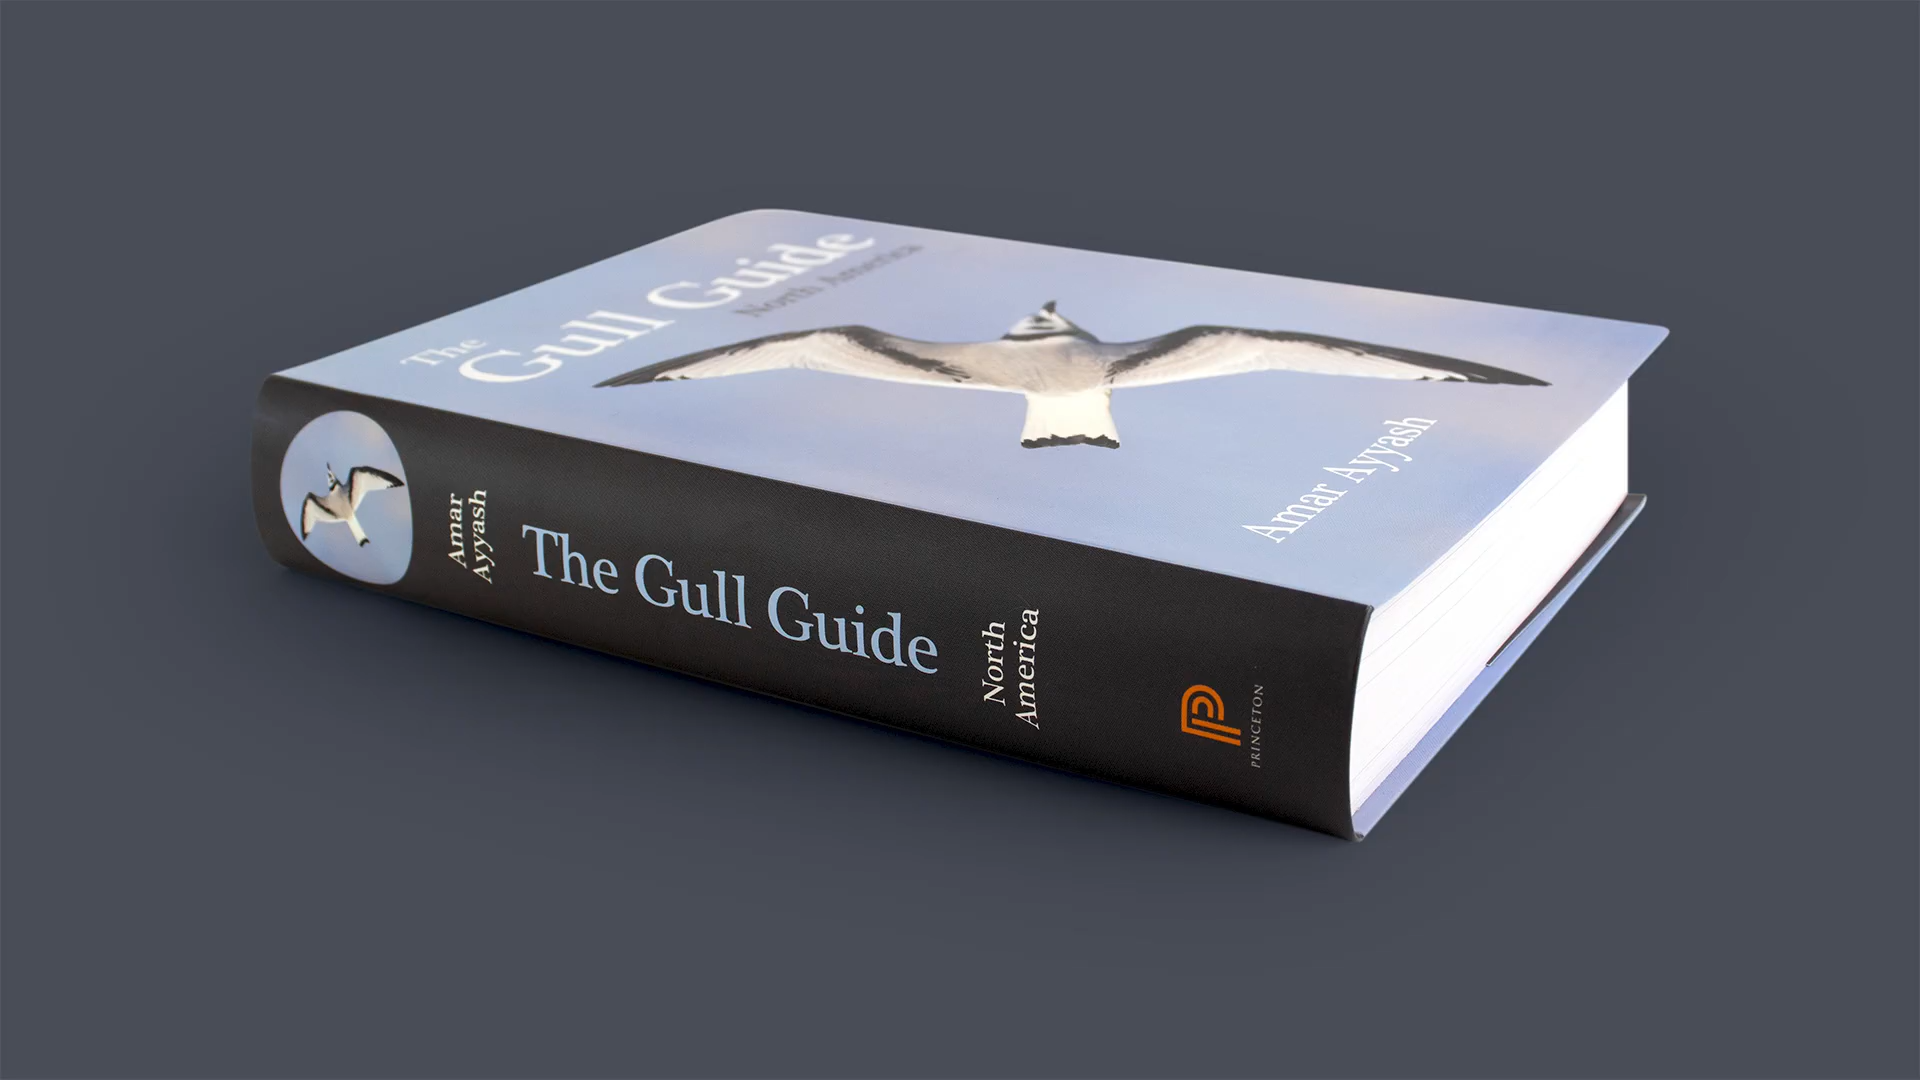 The
Gull Guide
North America
Amar Ayyash
Amar
Ayyash
The Gull Guide
North
America
PRINCETON